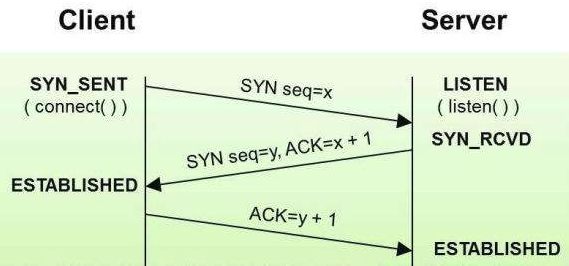 Client
Server
SYN_SENT
( connect( ) )
SYN seq=x
LISTEN
( listen( ) )
SYN_RCVD
SYN seq=y, ACK=x + 1
ESTABLISHED
ACK=y + 1
ESTABLISHED